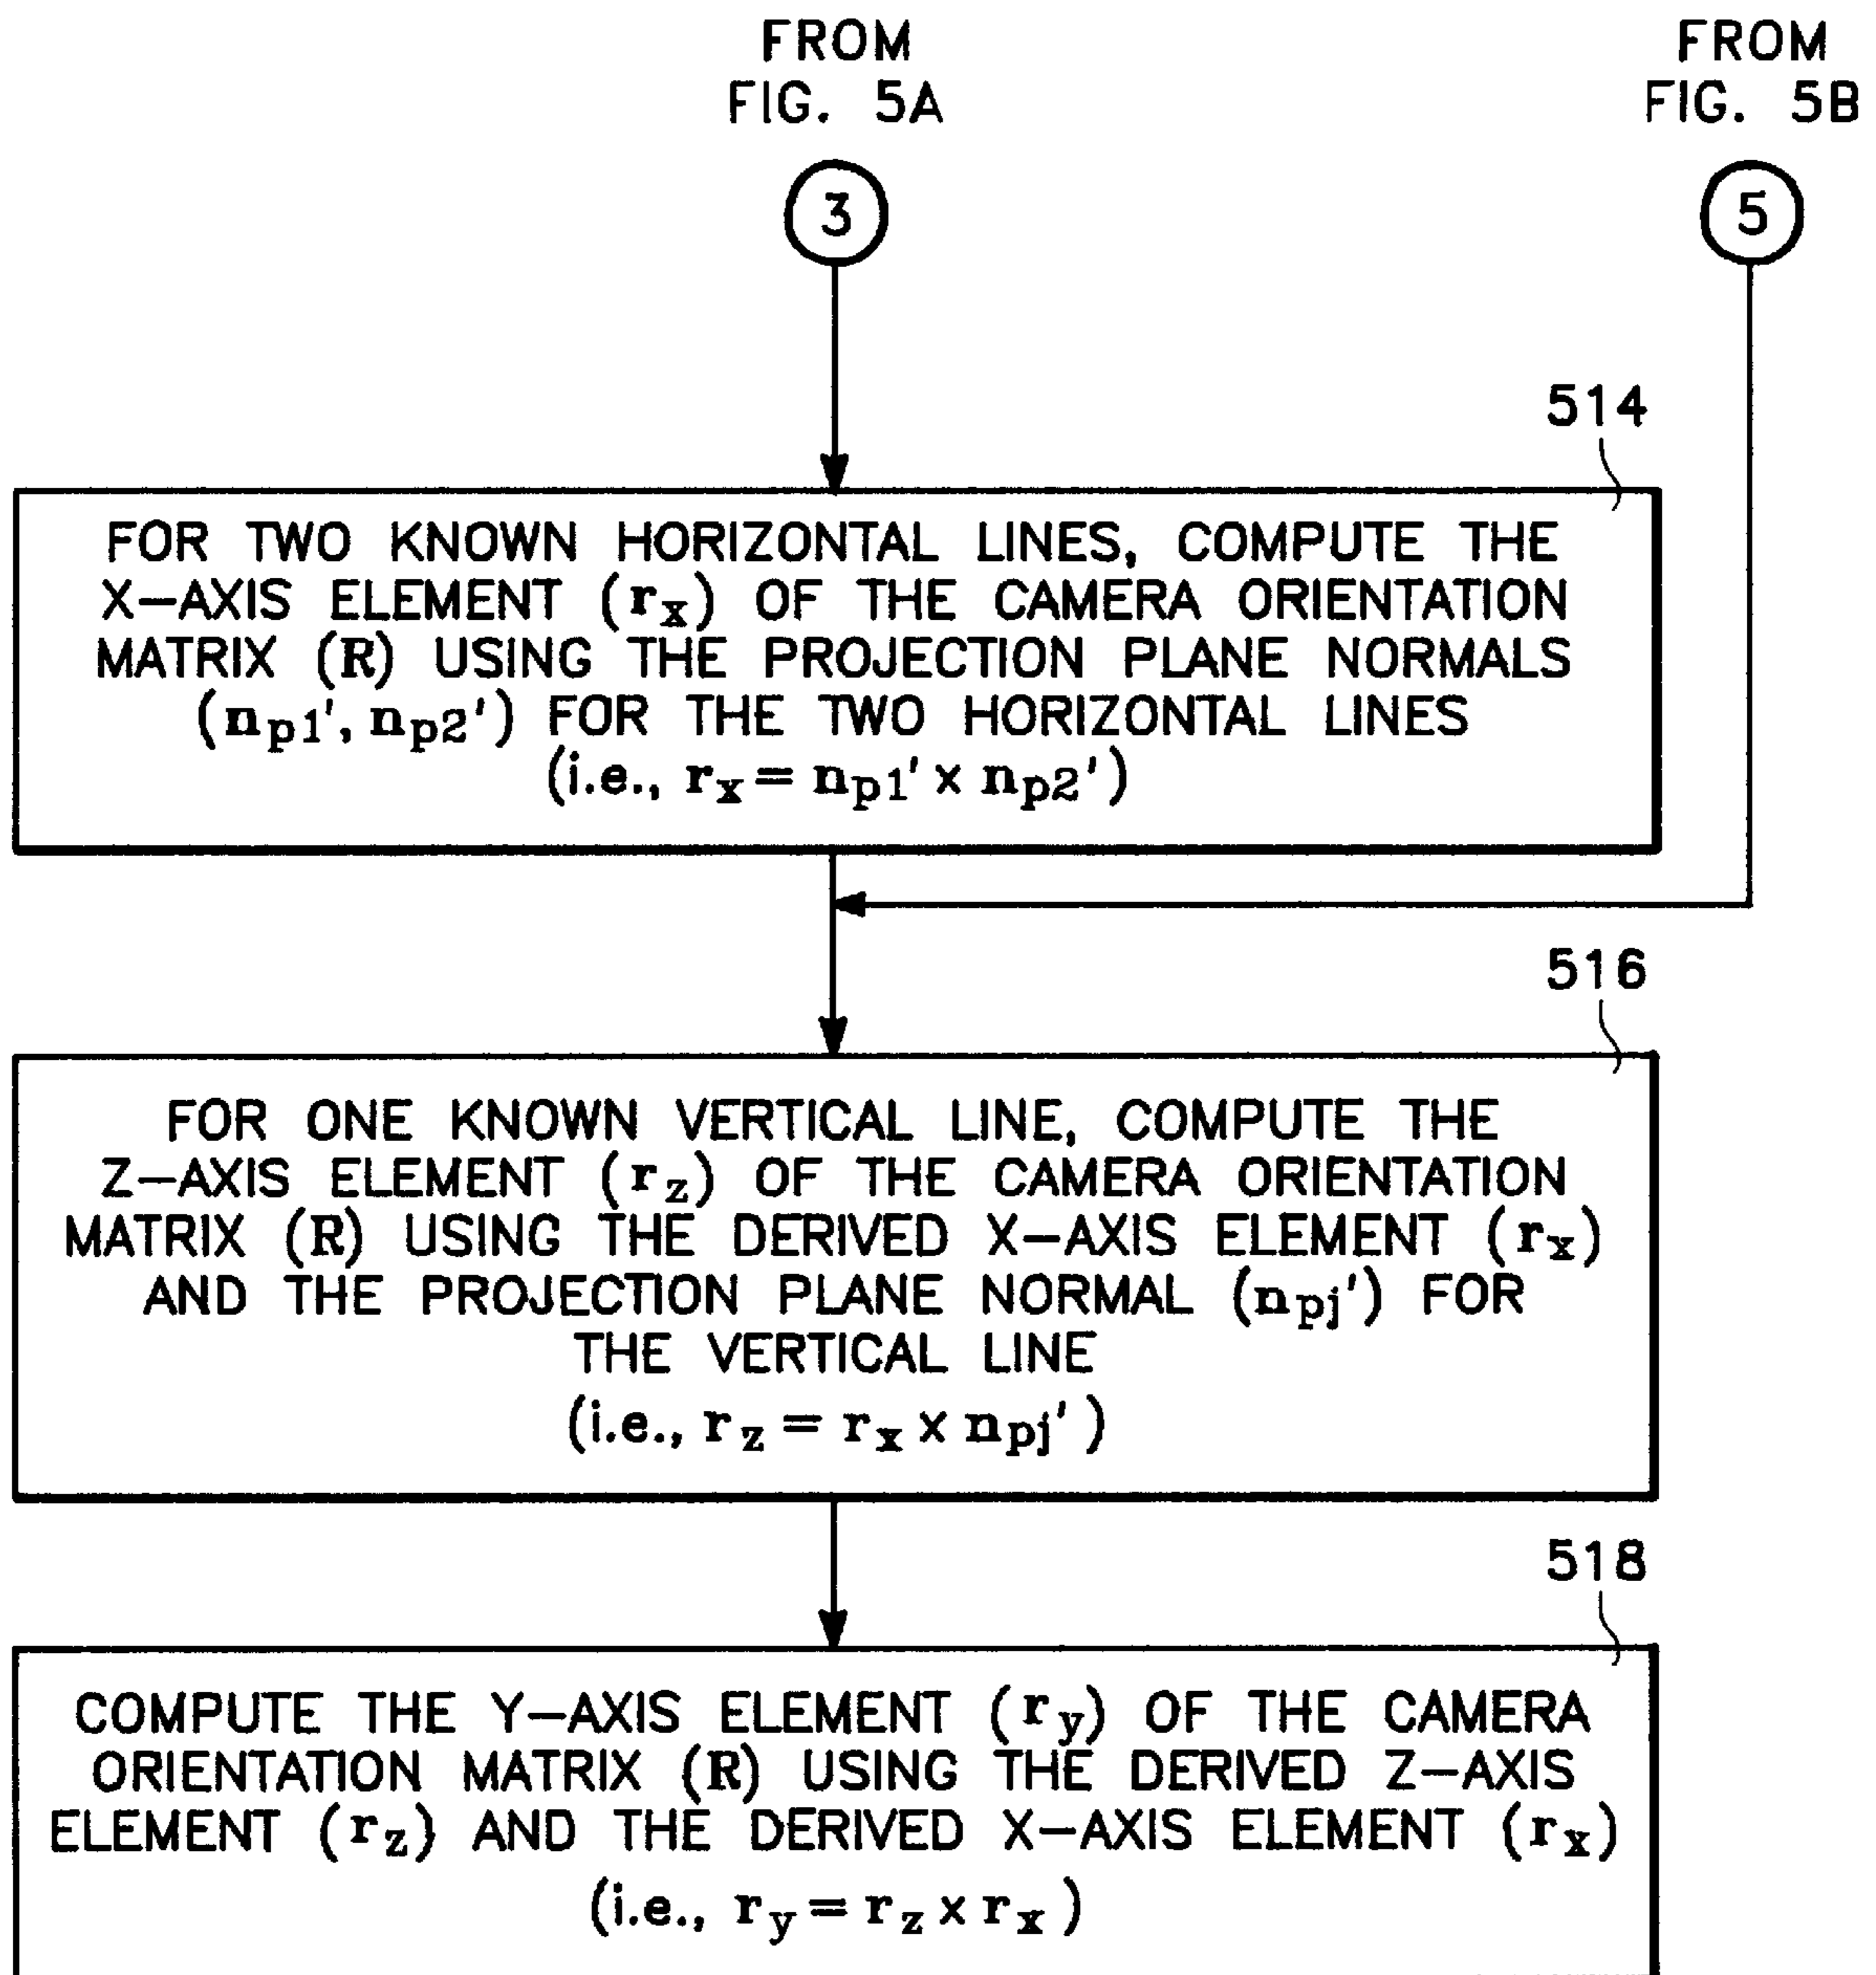 FROM
FIG. 5A
FROM
FIG. 5B
3
5
514
FOR TWO KNOWN HORIZONTAL LINES, COMPUTE THE
X–AXIS ELEMENT (rx) OF THE CAMERA ORIENTATION
MATRIX (R) USING THE PROJECTION PLANE NORMALS
(np1', np2') FOR THE TWO HORIZONTAL LINES
(i.e., rx = np1' x np2')
516
FOR ONE KNOWN VERTICAL LINE, COMPUTE THE
Z–AXIS ELEMENT (rz) OF THE CAMERA ORIENTATION
MATRIX (R) USING THE DERIVED X–AXIS ELEMENT (rx)
AND THE PROJECTION PLANE NORMAL (npj') FOR
THE VERTICAL LINE
(i.e., rz = rx x npj')
518
COMPUTE THE Y–AXIS ELEMENT (ry) OF THE CAMERA
ORIENTATION MATRIX (R) USING THE DERIVED Z–AXIS
ELEMENT (rz) AND THE DERIVED X–AXIS ELEMENT (rx)
(i.e., ry = rz x rx)